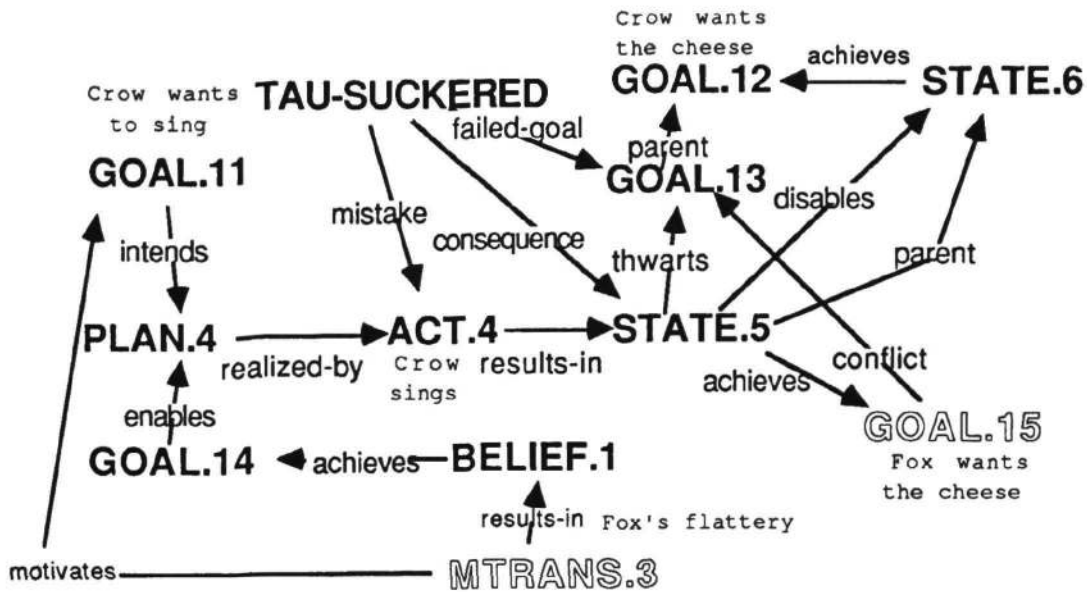 Crow wants
the cheese
achieves
GOAL.12
STATE.6
Crow wants
to sing
TAU-SUCKERED
failed-goal
parent
GOAL.11
GOAL.13
mistake
disables
consequence
intends
thwarts
parent
PLAN.4
ACT.4
STATE.5
realized-by
Crow
sings
results-in
conflict
achieves
enables
GOAL.15
Fox wants
the cheese
GOAL.14
achieves
BELIEF.1
results-in
Fox's flattery
motivates
MTRANS.3